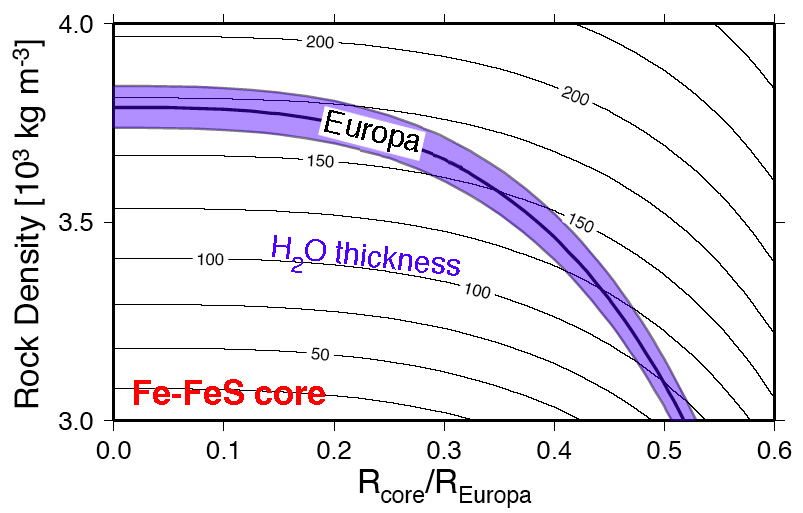 4.0
200
200
Europa
150
150
3.5
H₂O thickness
100
100
50
Fe-FeS core
3.0
0.0 0.1 0.2 0.3 0.4 0.5 0.6
R_core/R_Europa
Rock Density [10³ kg m⁻³]